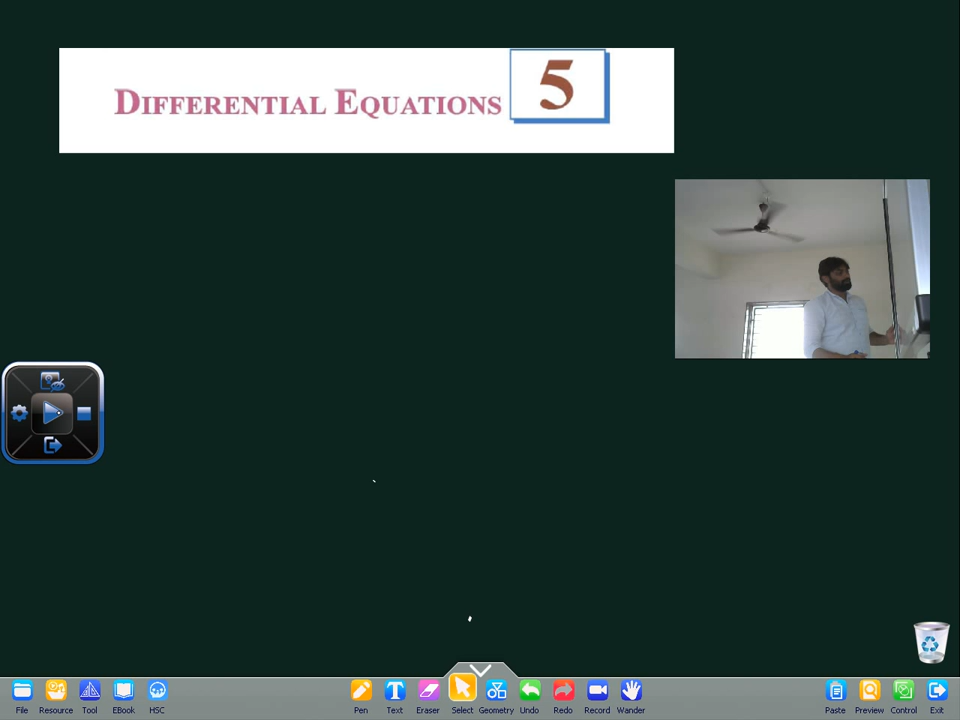 DIFFERENTIAL EQUATIONS 5
File Resource Tool EBook HSC Pen Text Eraser Select Geometry Undo Redo Record Wander Paste Preview Control Exit